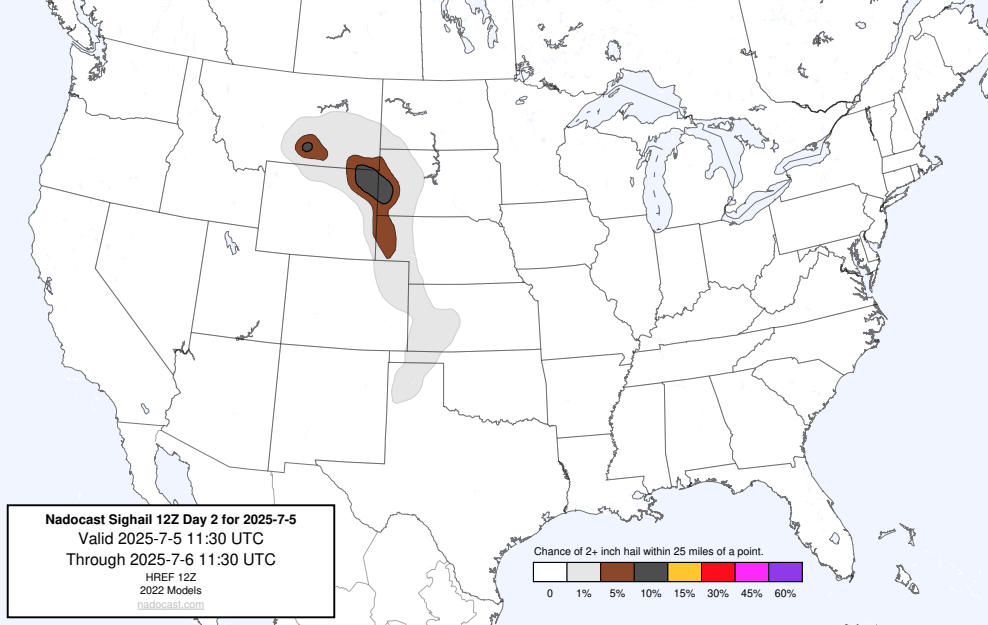 Nadocast Sighail 12Z Day 2 for 2025-7-5
Valid 2025-7-5 11:30 UTC
Through 2025-7-6 11:30 UTC
HREF 12Z
2022 Models
nadocast.com
Chance of 2+ inch hail within 25 miles of a point.
0 1% 5% 10% 15% 30% 45% 60%